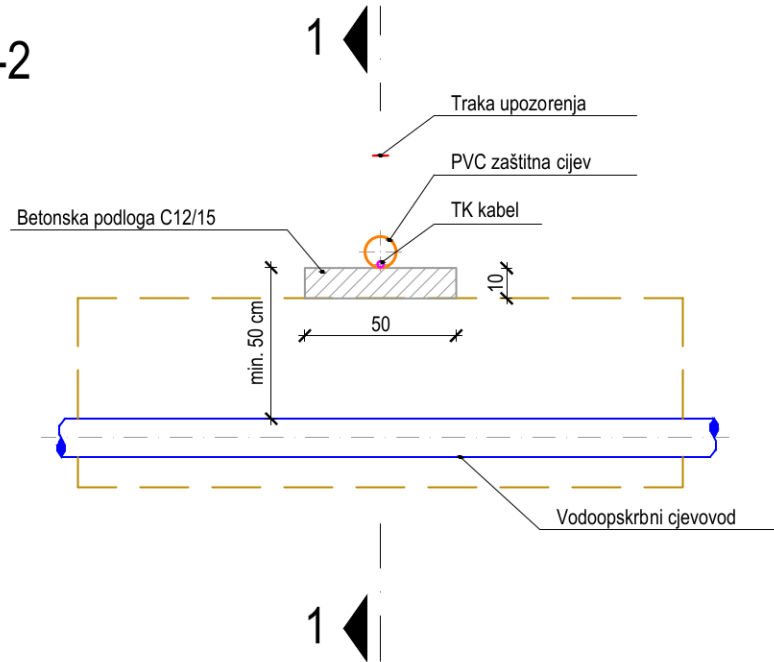 1
-2
Traka upozorenja
PVC zaštitna cijev
TK kabel
Betonska podloga C12/15
10
50
min. 50 cm
Vodoopskrbni cjevovod
1